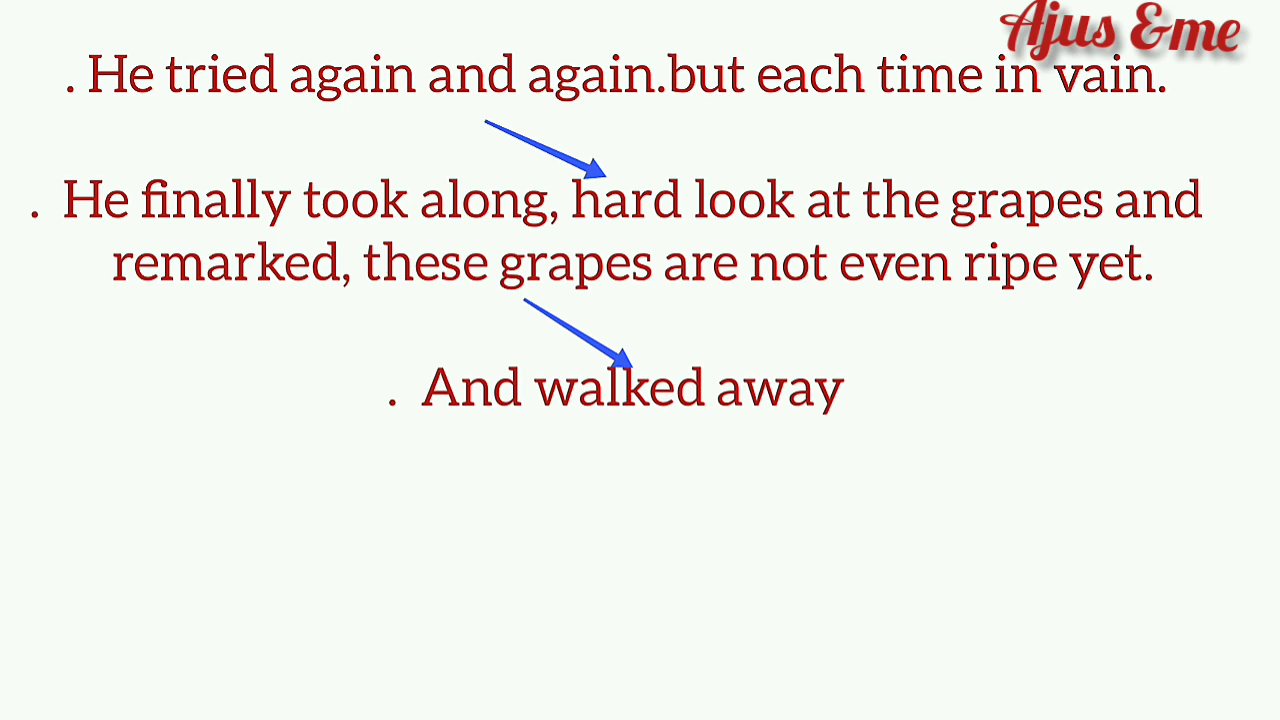 Ajus &me
. He tried again and again.but each time in vain.
. He finally took along, hard look at the grapes and
remarked, these grapes are not even ripe yet.
. And walked away